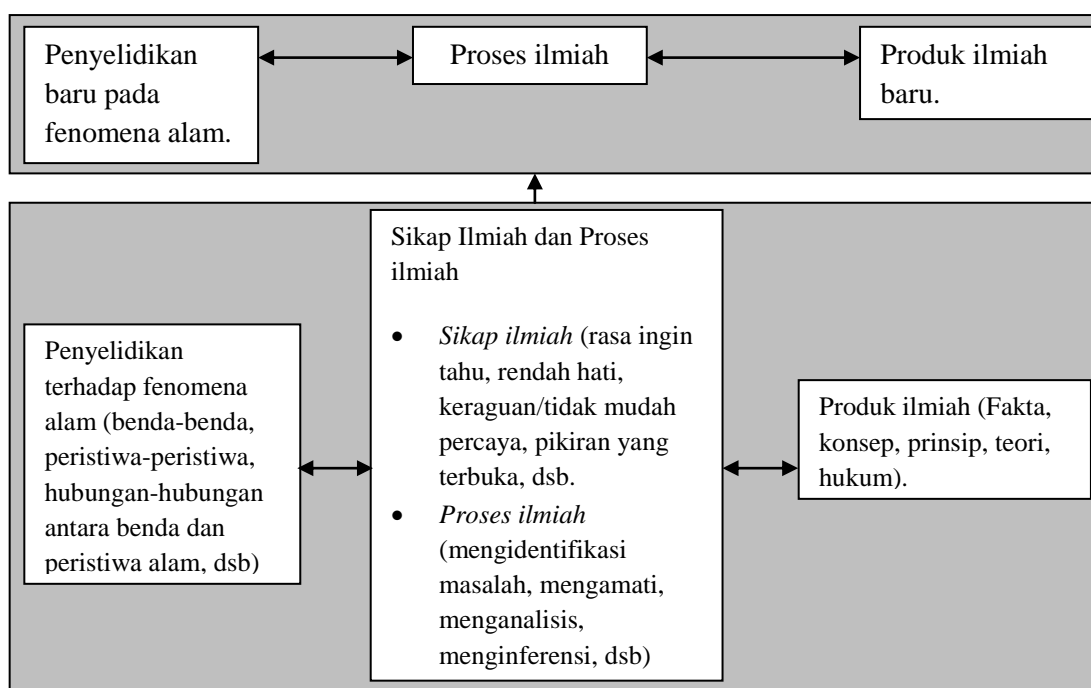 Penyelidikan
baru pada
fenomena alam.
Proses ilmiah
Produk ilmiah
baru.
Penyelidikan
terhadap fenomena
alam (benda-benda,
peristiwa-peristiwa,
hubungan-hubungan
antara benda dan
peristiwa alam, dsb)
Sikap Ilmiah dan Proses
ilmiah
• Sikap ilmiah (rasa ingin
tahu, rendah hati,
keraguan/tidak mudah
percaya, pikiran yang
terbuka, dsb.
• Proses ilmiah
(mengidentifikasi
masalah, mengamati,
menganalisis,
menginferensi, dsb)
Produk ilmiah (Fakta,
konsep, prinsip, teori,
hukum).